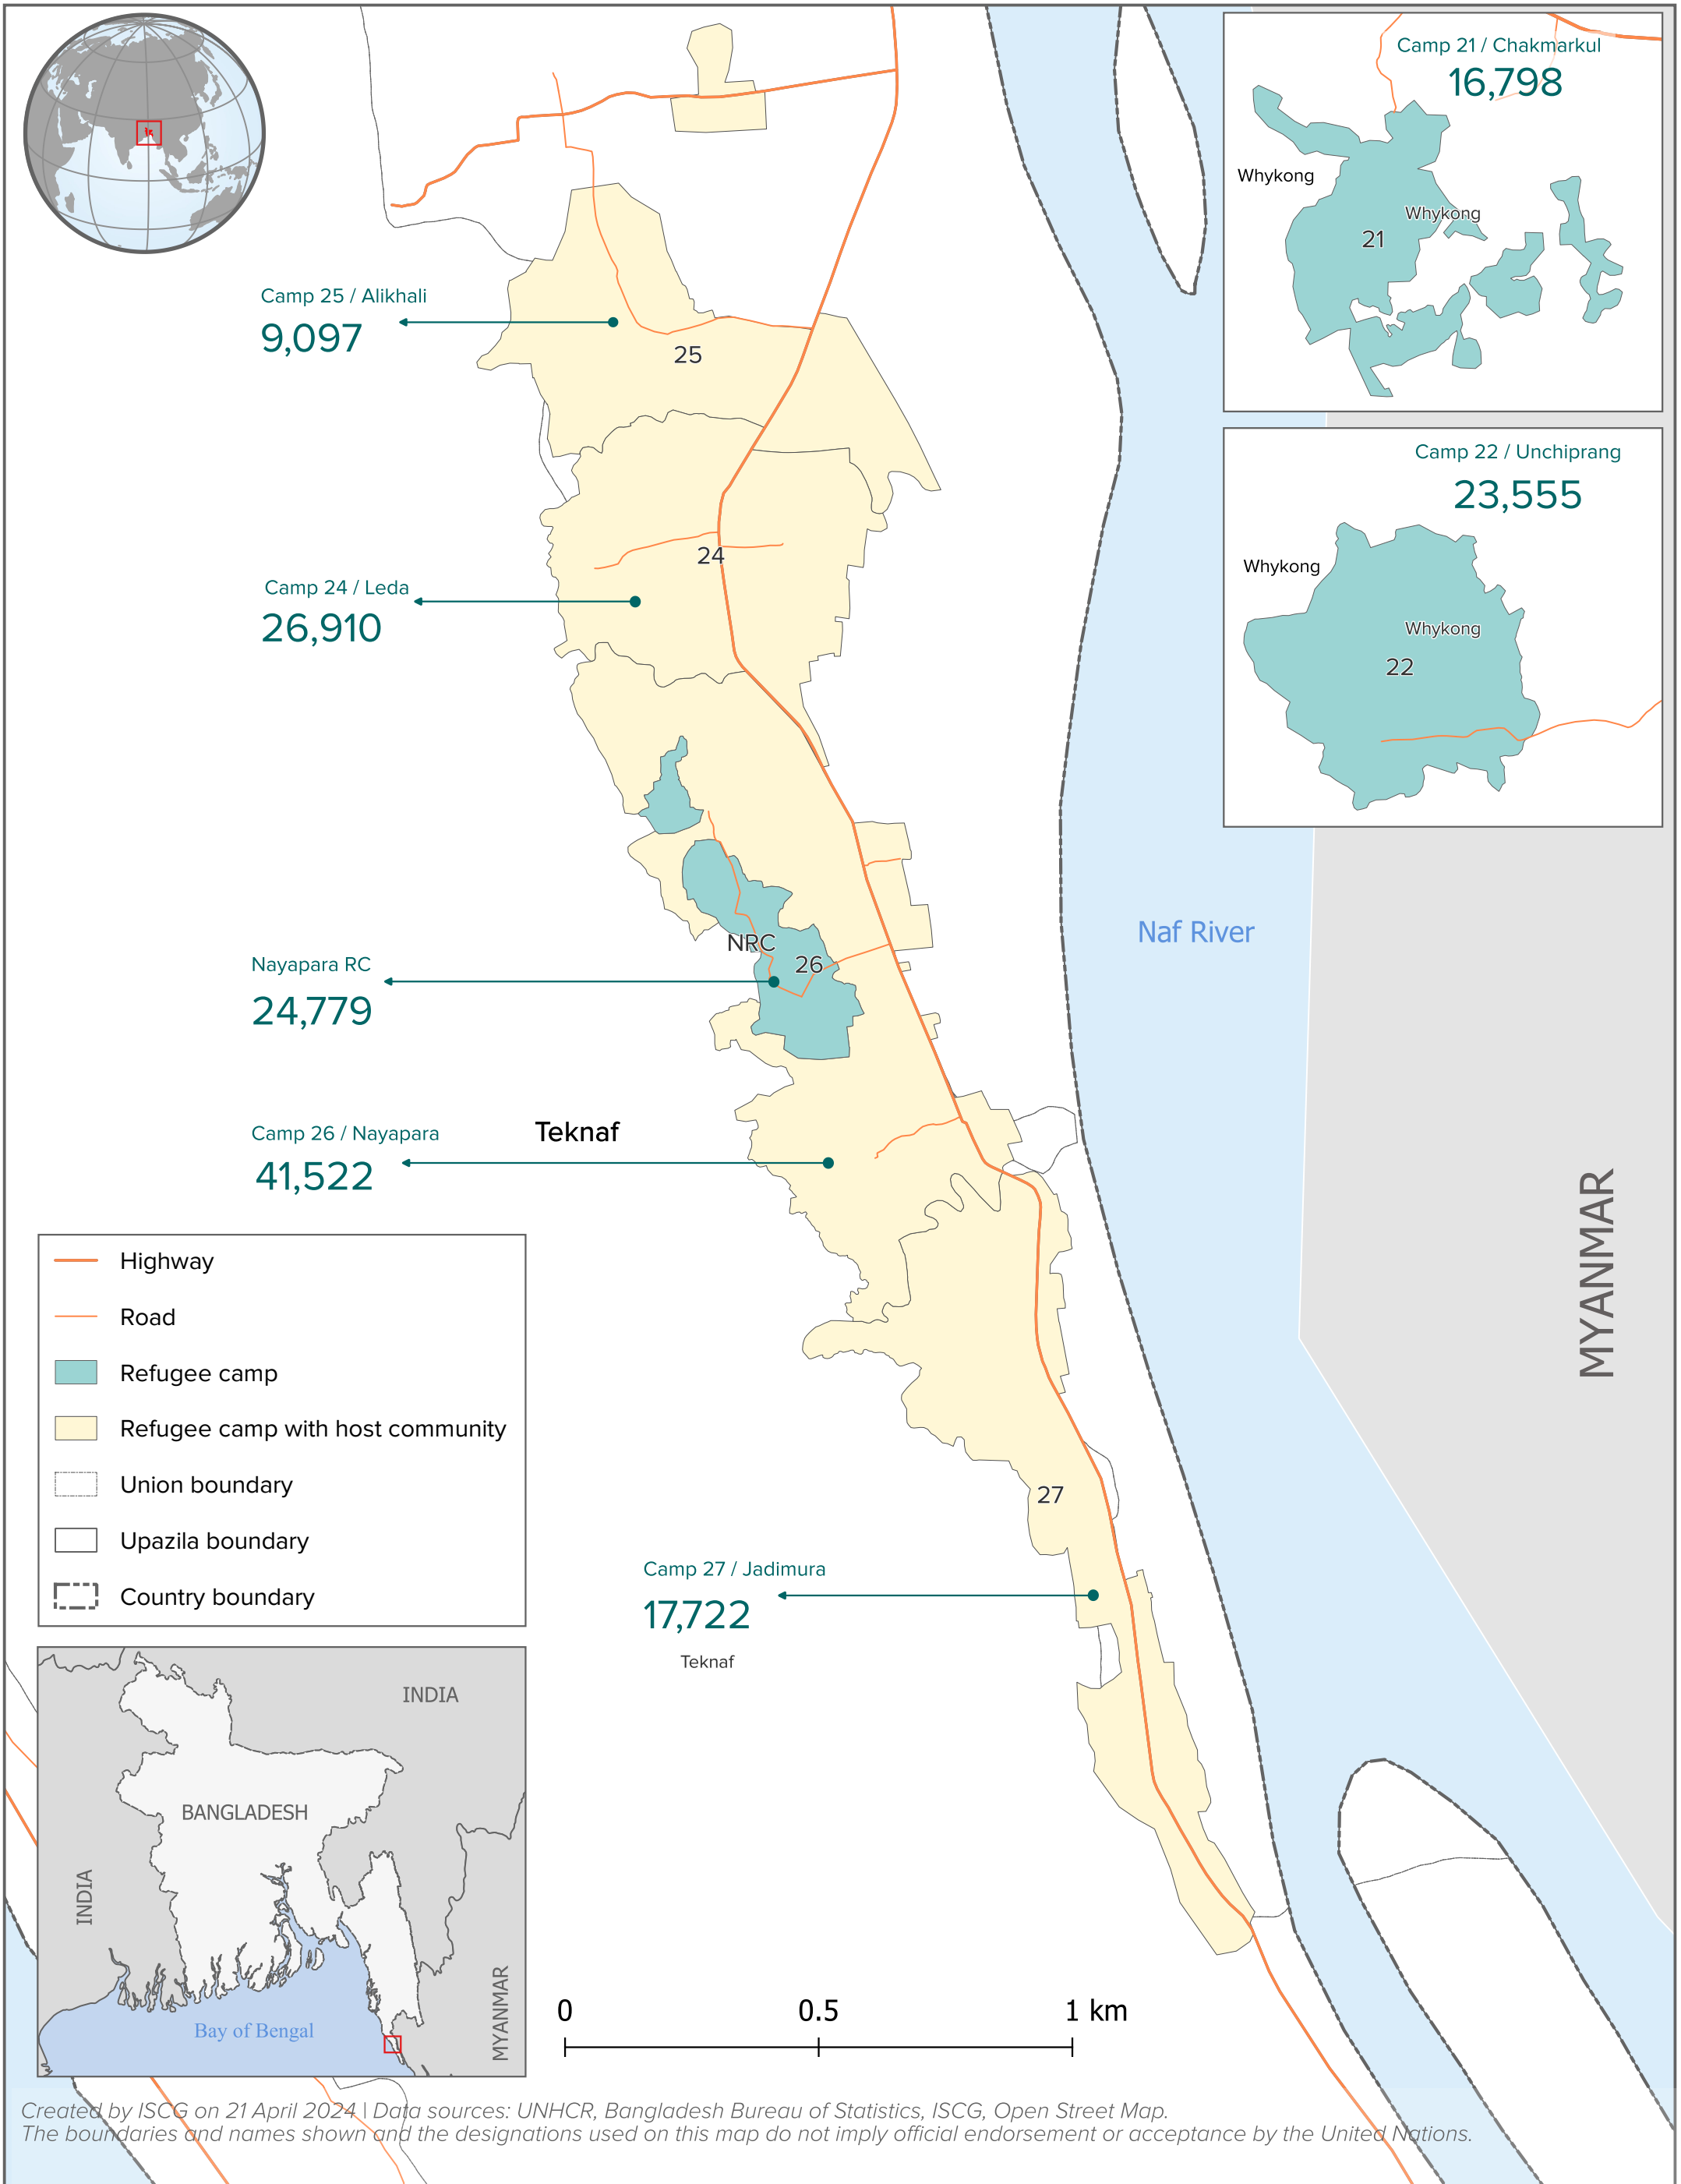 Camp 21 / Chakmarkul
16,798
Whykong
Whykong
21
Camp 25 / Alikhali
9,097
25
Camp 22 / Unchiprang
23,555
Whykong
Whykong
22
24
Camp 24 / Leda
26,910
Naf River
NRC
26
Nayapara RC
24,779
Camp 26 / Nayapara
41,522
Teknaf
MYANMAR
Highway
Road
Refugee camp
Refugee camp with host community
Union boundary
Upazila boundary
Country boundary
27
Camp 27 / Jadimura
17,722
Teknaf
INDIA
BANGLADESH
INDIA
MYANMAR
Bay of Bengal
0 0.5 1 km
Created by ISCG on 21 April 2024 | Data sources: UNHCR, Bangladesh Bureau of Statistics, ISCG, Open Street Map.
The boundaries and names shown and the designations used on this map do not imply official endorsement or acceptance by the United Nations.